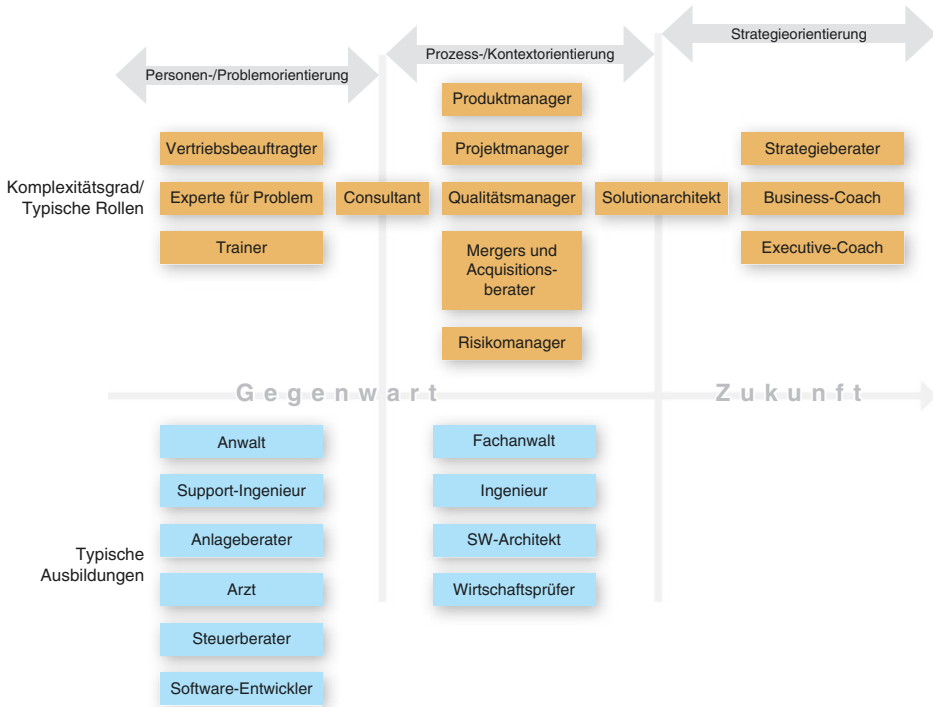 Strategieorientierung
Prozess-/Kontextorientierung
Personen-/Problemorientierung
Produktmanager
Vertriebsbeauftragter
Projektmanager
Strategieberater
Komplexitätsgrad/
Typische Rollen
Experte für Problem
Consultant
Qualitätsmanager
Solutionarchitekt
Business-Coach
Trainer
Mergers und
Acquisitions-
berater
Executive-Coach
Risikomanager
Gegenwart
Zukunft
Anwalt
Fachanwalt
Support-Ingenieur
Ingenieur
Typische
Ausbildungen
Anlageberater
SW-Architekt
Arzt
Wirtschaftsprüfer
Steuerberater
Software-Entwickler